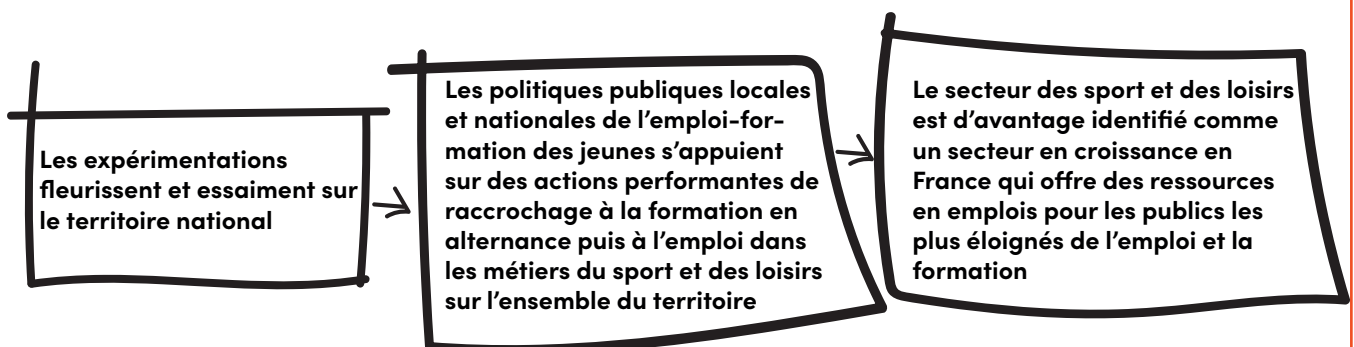 Les expérimentations
fleurissent et essaiment sur
le territoire national
Les politiques publiques locales
et nationales de l'emploi-for-
mation des jeunes s'appuient
sur des actions performantes de
raccrochage à la formation en
alternance puis à l'emploi dans
les métiers du sport et des loisirs
sur l'ensemble du territoire
Le secteur des sport et des loisirs
est d'avantage identifié comme
un secteur en croissance en
France qui offre des ressources
en emplois pour les publics les
plus éloignés de l'emploi et la
formation